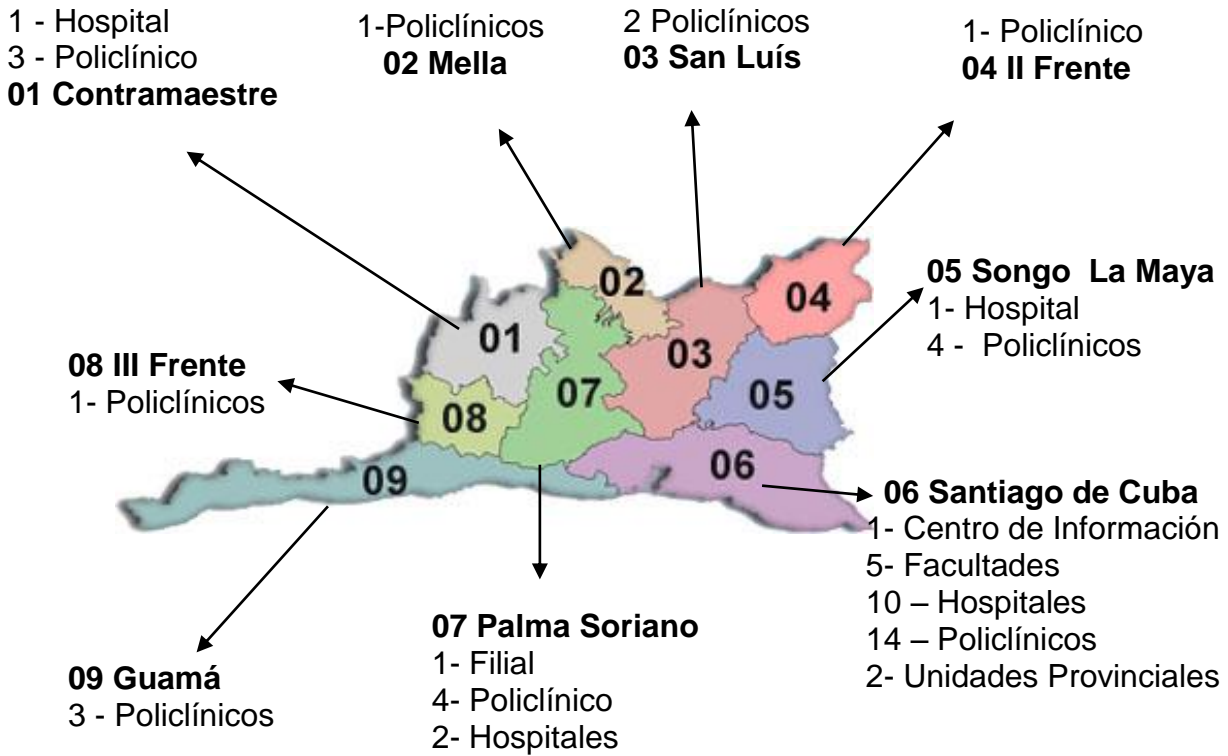 1 - Hospital
3 - Policlínico
01 Contramaestre
1-Policlínicos
02 Mella
2 Policlínicos
03 San Luís
1- Policlínico
04 II Frente
05 Songo  La Maya
1- Hospital
4 -  Policlínicos
08 III Frente
1- Policlínicos
02
04
01
03
07
05
08
06
09
06 Santiago de Cuba
1- Centro de Información
5- Facultades
10 – Hospitales
14 – Policlínicos
2- Unidades Provinciales
07 Palma Soriano
1- Filial
4- Policlínico
2- Hospitales
09 Guamá
3 - Policlínicos